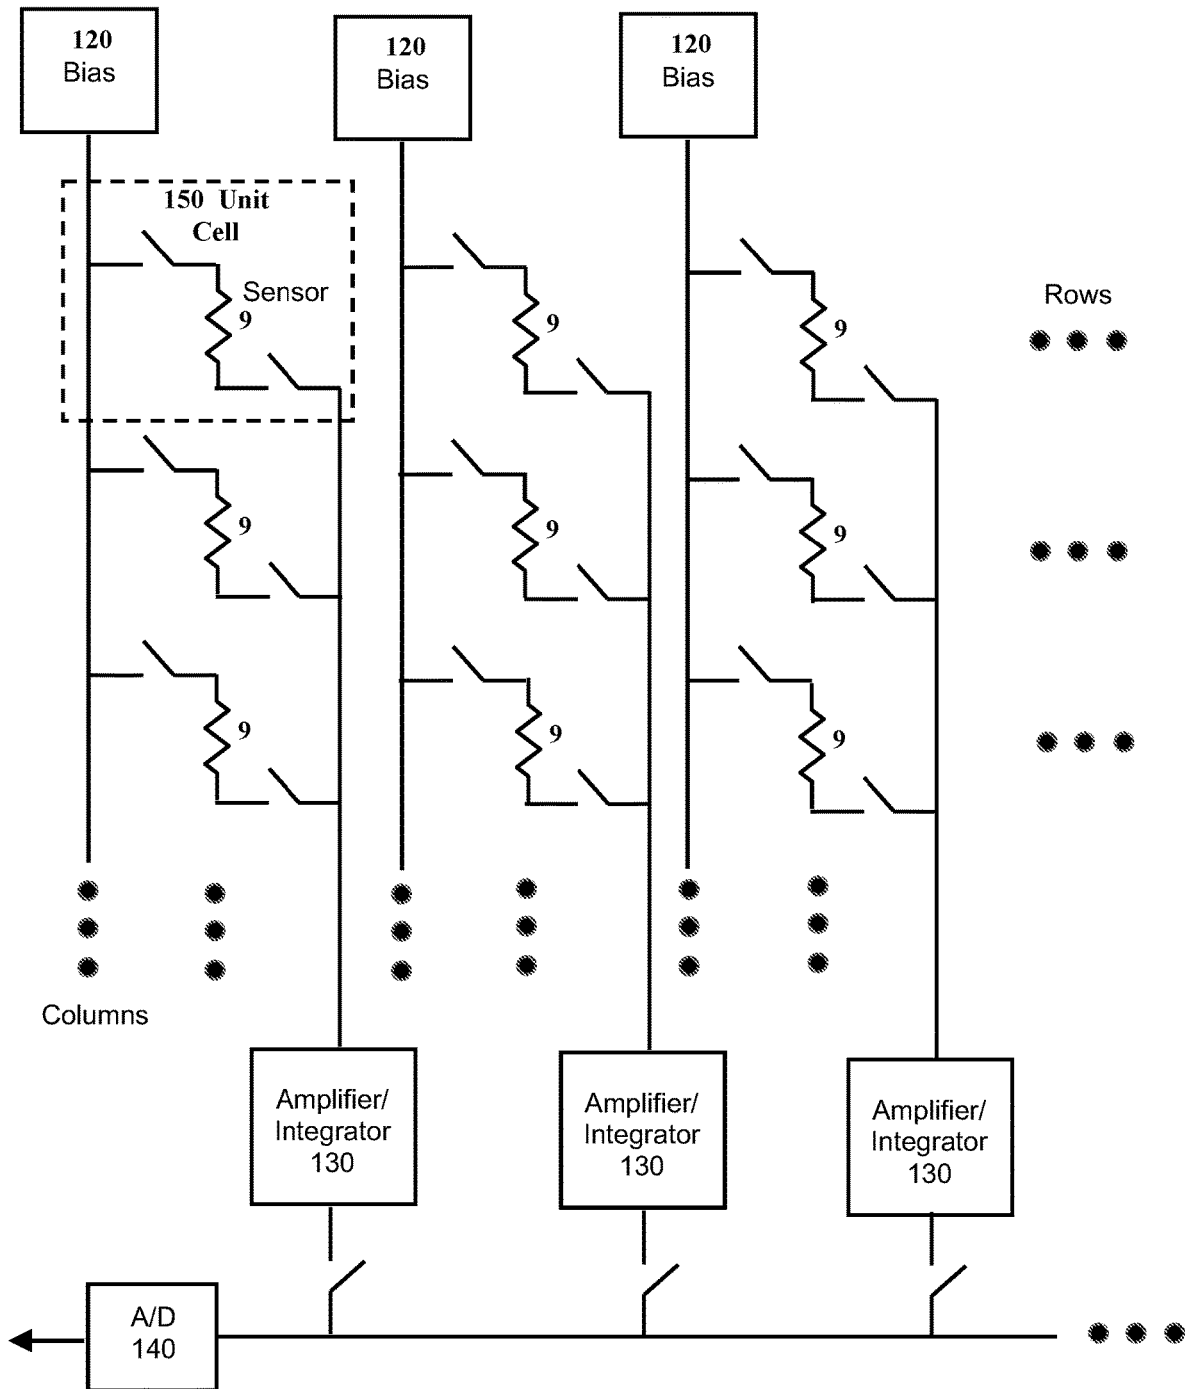 120
Bias
120
Bias
120
Bias
150 Unit
Cell
Sensor
9
9
9
Rows
9
9
9
9
9
9
Columns
Amplifier/
Integrator
130
Amplifier/
Integrator
130
Amplifier/
Integrator
130
A/D
140